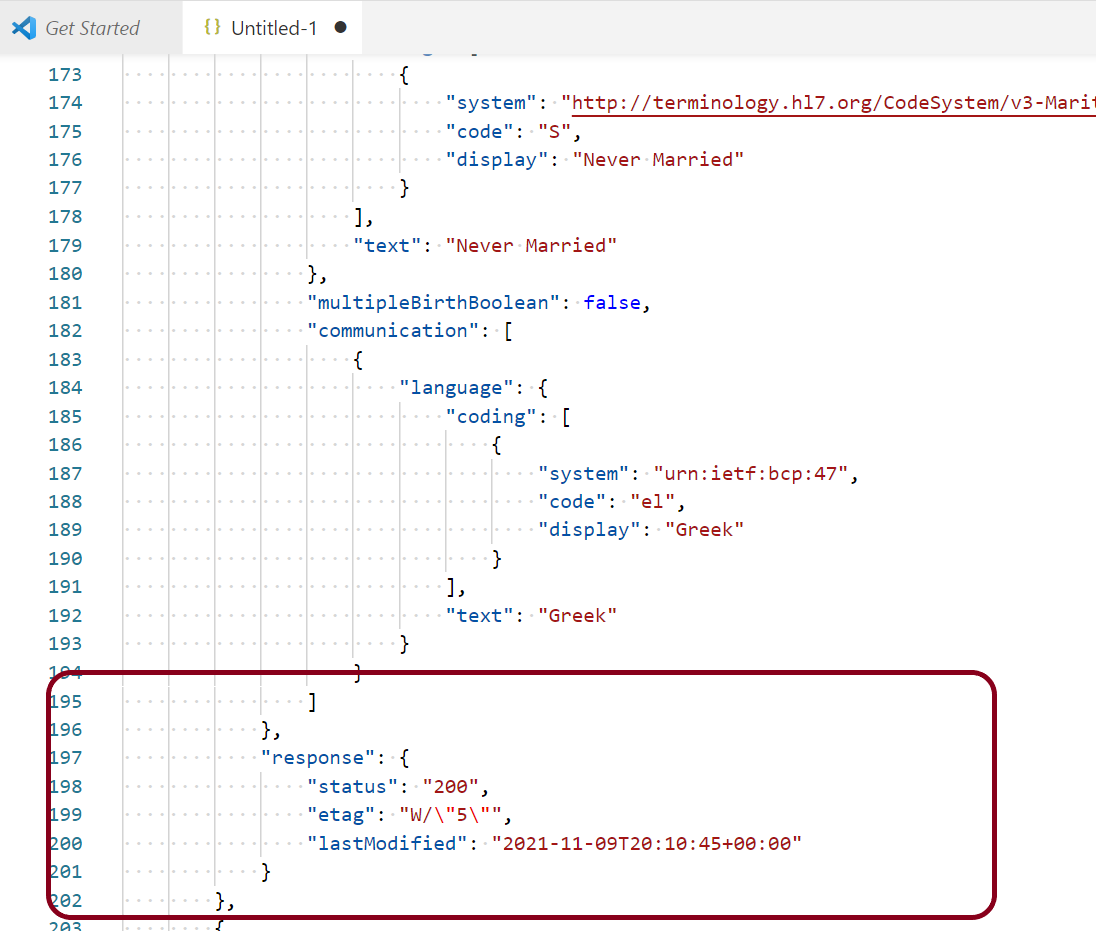 Get Started
{} Untitled-1
173 {
174 "system": "http://terminology.hl7.org/CodeSystem/v3-Marit
175 "code": "S",
176 "display": "Never Married"
177 }
178 ],
179 "text": "Never Married"
180 },
181 "multipleBirthBoolean": false,
182 "communication": [
183 {
184 "language": {
185 "coding": [
186 {
187 "system": "urn:ietf:bcp:47",
188 "code": "el",
189 "display": "Greek"
190 }
191 ],
192 "text": "Greek"
193 }
194 }
195 ]
196 },
197 "response": {
198 "status": "200",
199 "etag": "W/\"5\"",
200 "lastModified": "2021-11-09T20:10:45+00:00"
201 }
202 },
203 {